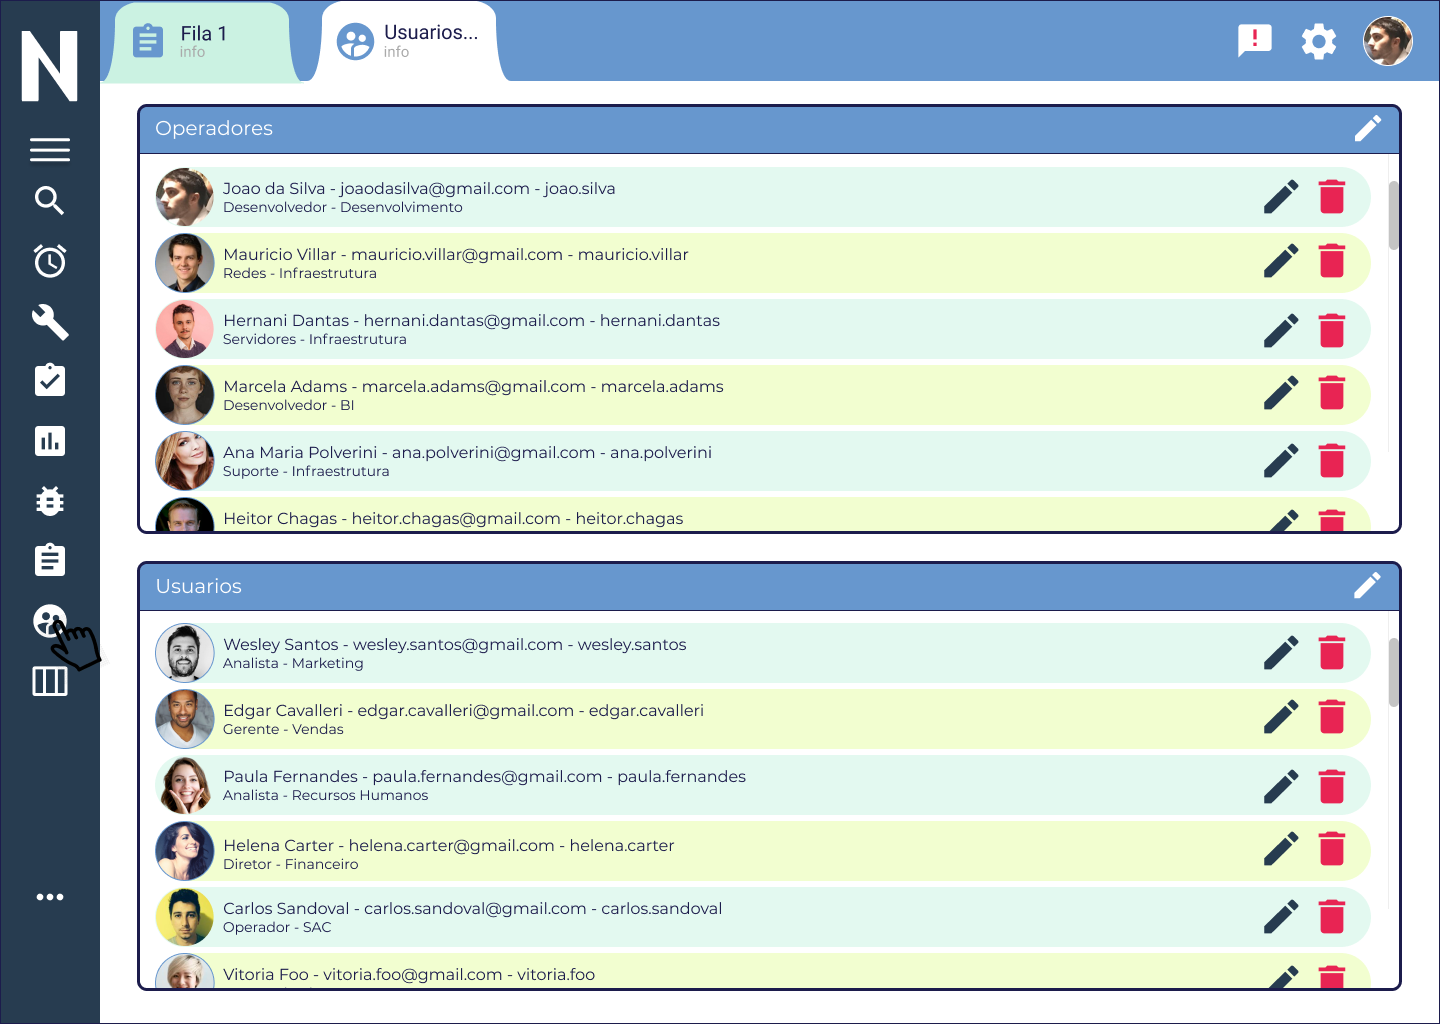 N
Fila 1
info
Usuarios...
info
Operadores
Joao da Silva - joaodasilva@gmail.com - joao.silva
Desenvolvedor - Desenvolvimento
Mauricio Villar - mauricio.villar@gmail.com - mauricio.villar
Redes - Infraestrutura
Hernani Dantas - hernani.dantas@gmail.com - hernani.dantas
Servidores - Infraestrutura
Marcela Adams - marcela.adams@gmail.com - marcela.adams
Desenvolvedor - BI
Ana Maria Polverini - ana.polverini@gmail.com - ana.polverini
Suporte - Infraestrutura
Heitor Chagas - heitor.chagas@gmail.com - heitor.chagas
Usuarios
Wesley Santos - wesley.santos@gmail.com - wesley.santos
Analista - Marketing
Edgar Cavalleri - edgar.cavalleri@gmail.com - edgar.cavalleri
Gerente - Vendas
Paula Fernandes - paula.fernandes@gmail.com - paula.fernandes
Analista - Recursos Humanos
Helena Carter - helena.carter@gmail.com - helena.carter
Diretor - Financeiro
Carlos Sandoval - carlos.sandoval@gmail.com - carlos.sandoval
Operador - SAC
Vitoria Foo - vitoria.foo@gmail.com - vitoria.foo